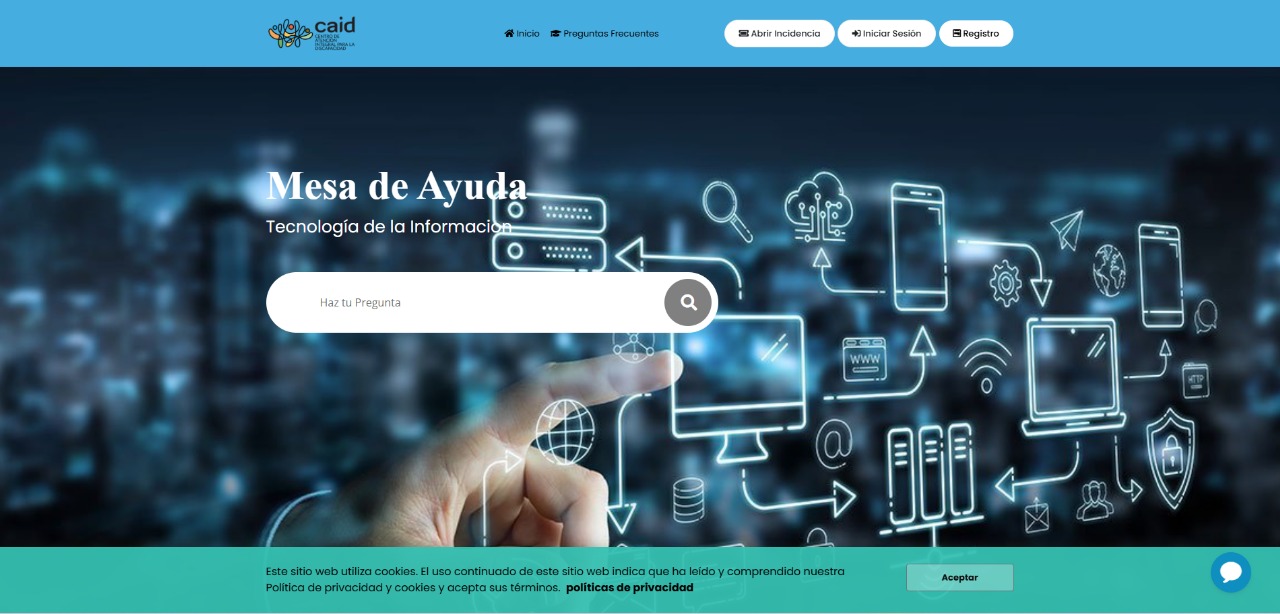 caid
CENTRO DE
ATENCIÓN
INTEGRAL PARA LA
DISCAPACIDAD
Inicio
Preguntas Frecuentes
Abrir Incidencia
Iniciar Sesión
Registro
Mesa de Ayuda
Tecnología de la Informacion
Haz tu Pregunta
WWW
HTTP
@
Este sitio web utiliza cookies. El uso continuado de este sitio web indica que ha leído y comprendido nuestra
Política de privacidad y cookies y acepta sus términos. políticas de privacidad
Aceptar